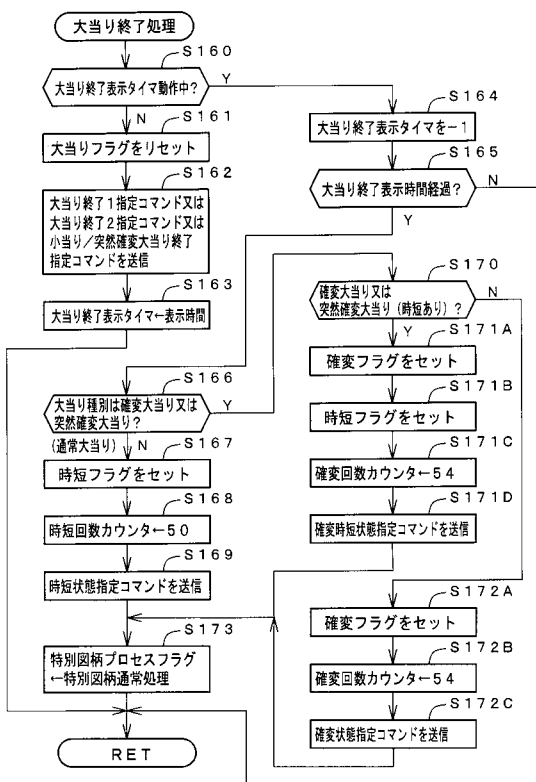 大当り終了処理
S160
大当り終了表示タイマ動作中?
Y
N
S161
大当りフラグをリセット
S162
大当り終了1指定コマンド又は
大当り終了2指定コマンド又は
小当り/突然確変大当り終了
指定コマンドを送信
S163
大当り終了表示タイマ←表示時間
S164
大当り終了表示タイマを−1
S165
大当り終了表示時間経過?
N
Y
S166
大当り種別は確変大当り又は
突然確変大当り?
Y
(通常大当り)
N
S167
時短フラグをセット
S168
時短回数カウンタ←50
S169
時短状態指定コマンドを送信
S170
確変大当り又は
突然確変大当り(時短あり)?
N
Y
S171A
確変フラグをセット
S171B
時短フラグをセット
S171C
確変回数カウンタ←54
S171D
確変時短状態指定コマンドを送信
S172A
確変フラグをセット
S172B
確変回数カウンタ←54
S172C
確変状態指定コマンドを送信
S173
特別図柄プロセスフラグ
←特別図柄通常処理
RET